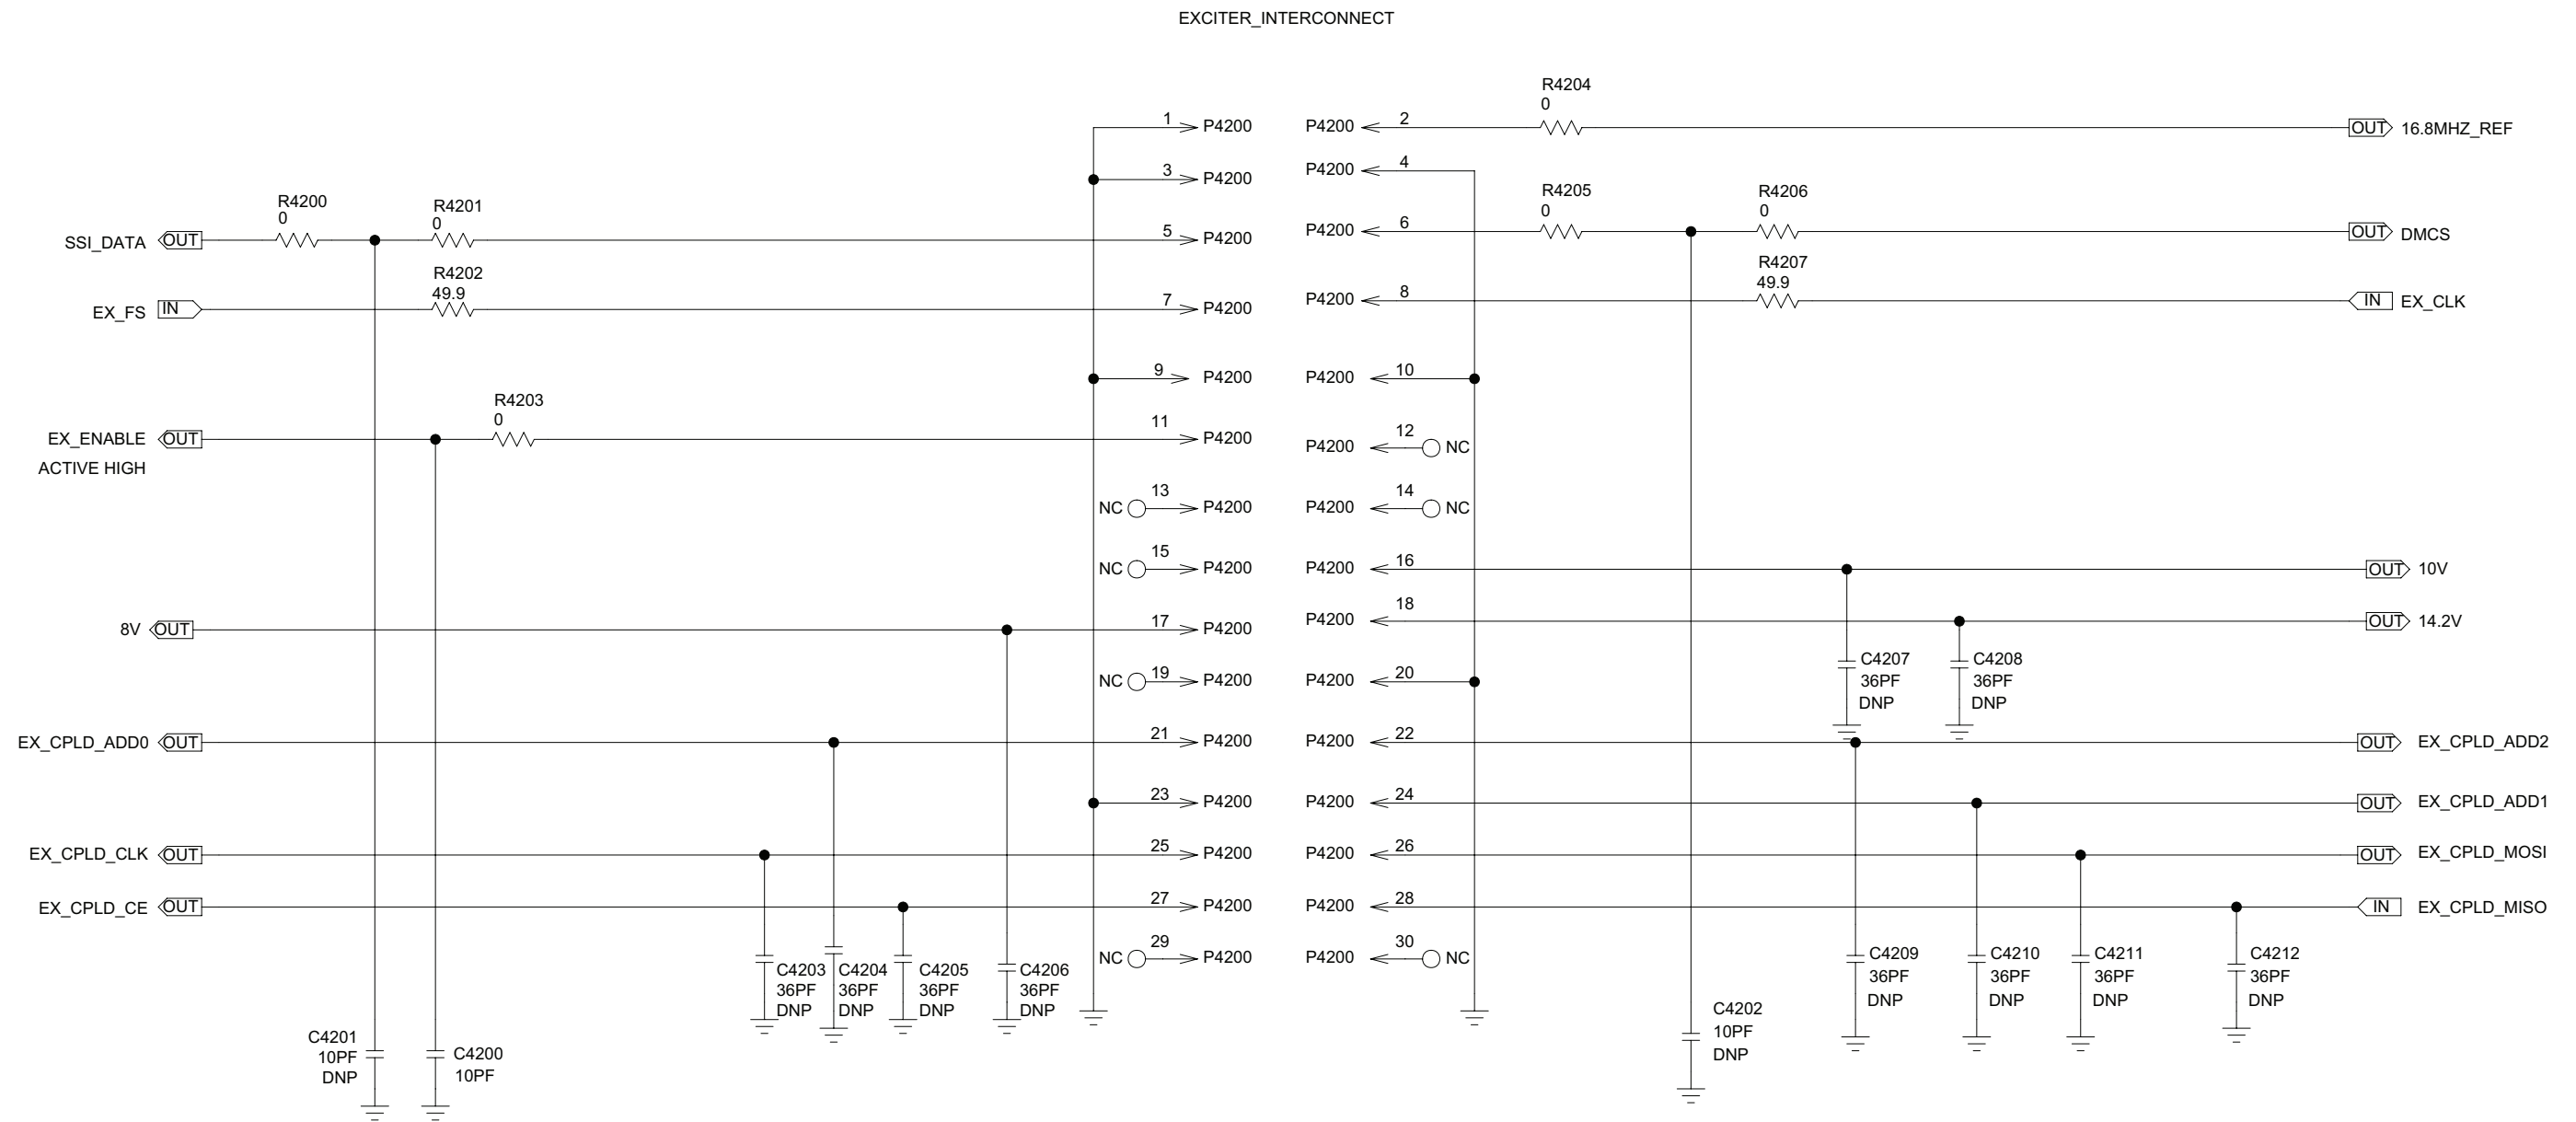 EXCITER_INTERCONNECT
R4204
0
1 P4200 P4200 2 OUT 16.8MHZ_REF
3 P4200 P4200 4
R4200 R4201 R4205 R4206
0 0 0 0
SSI_DATA OUT 5 P4200 P4200 6 OUT DMCS
R4202 R4207
49.9 49.9
EX_FS IN 7 P4200 P4200 8 IN EX_CLK
9 P4200 P4200 10
R4203
0
EX_ENABLE OUT 11 P4200 P4200 12 NC
ACTIVE HIGH
NC 13 P4200 P4200 14 NC
NC 15 P4200 P4200 16 OUT 10V
8V OUT 17 P4200 P4200 18 OUT 14.2V
C4207 C4208
36PF 36PF
DNP DNP
NC 19 P4200 P4200 20
EX_CPLD_ADD0 OUT 21 P4200 P4200 22 OUT EX_CPLD_ADD2
23 P4200 P4200 24 OUT EX_CPLD_ADD1
EX_CPLD_CLK OUT 25 P4200 P4200 26 OUT EX_CPLD_MOSI
EX_CPLD_CE OUT 27 P4200 P4200 28 IN EX_CPLD_MISO
NC 29 P4200 P4200 30 NC
C4203 C4204 C4205 C4206 C4209 C4210 C4211 C4212
36PF 36PF 36PF 36PF 36PF 36PF 36PF 36PF
DNP DNP DNP DNP DNP DNP DNP DNP
C4202
10PF
DNP
C4201 C4200
10PF 10PF
DNP